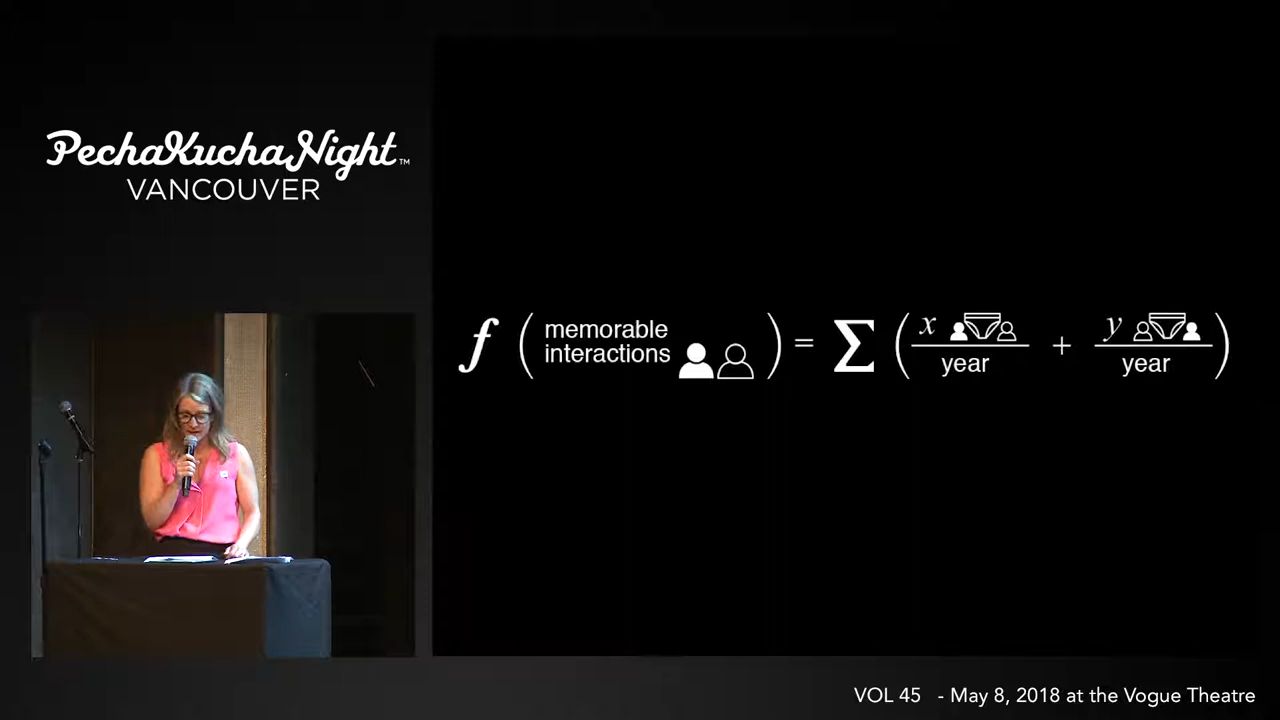 PechaKuchaNight™
VANCOUVER
f ( memorable
interactions ) = Σ ( x / year + y / year )
VOL 45 - May 8, 2018 at the Vogue Theatre